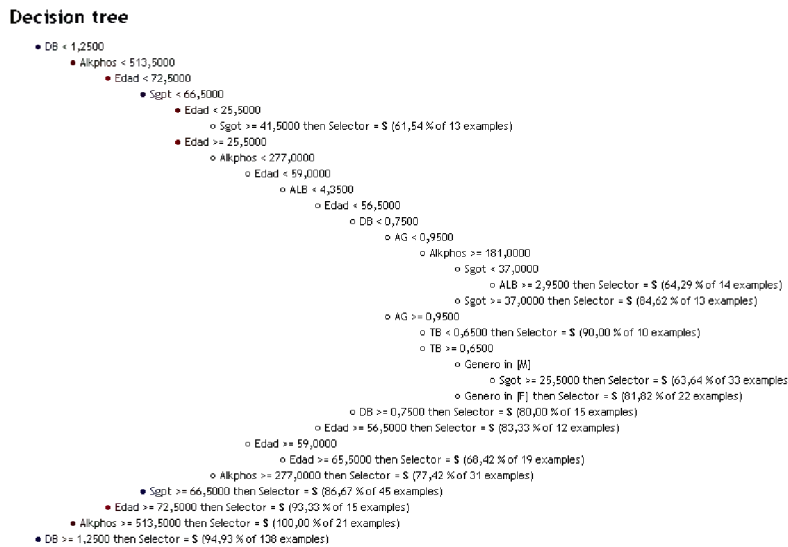 Decision tree
DB < 1,2500
Alkphos < 513,5000
Edad < 72,5000
Sgpt < 66,5000
Edad < 25,5000
Sgot >= 41,5000 then Selector = S (61,54 % of 13 examples)
Edad >= 25,5000
Alkphos < 277,0000
Edad < 59,0000
ALB < 4,3500
Edad < 56,5000
DB < 0,7500
AG < 0,9500
Alkphos >= 181,0000
Sgot < 37,0000
ALB >= 2,9500 then Selector = S (64,29 % of 14 examples)
Sgot >= 37,0000 then Selector = S (84,62 % of 13 examples)
AG >= 0,9500
TB < 0,6500 then Selector = S (90,00 % of 10 examples)
TB >= 0,6500
Genero in [M]
Sgot >= 25,5000 then Selector = S (63,64 % of 33 examples
Genero in [F] then Selector = S (81,82 % of 22 examples)
DB >= 0,7500 then Selector = S (80,00 % of 15 examples)
Edad >= 56,5000 then Selector = S (83,33 % of 12 examples)
Edad >= 59,0000
Edad >= 65,5000 then Selector = S (68,42 % of 19 examples)
Alkphos >= 277,0000 then Selector = S (77,42 % of 31 examples)
Sgpt >= 66,5000 then Selector = S (86,67 % of 45 examples)
Edad >= 72,5000 then Selector = S (93,33 % of 15 examples)
Alkphos >= 513,5000 then Selector = S (100,00 % of 21 examples)
DB >= 1,2500 then Selector = S (94,93 % of 138 examples)